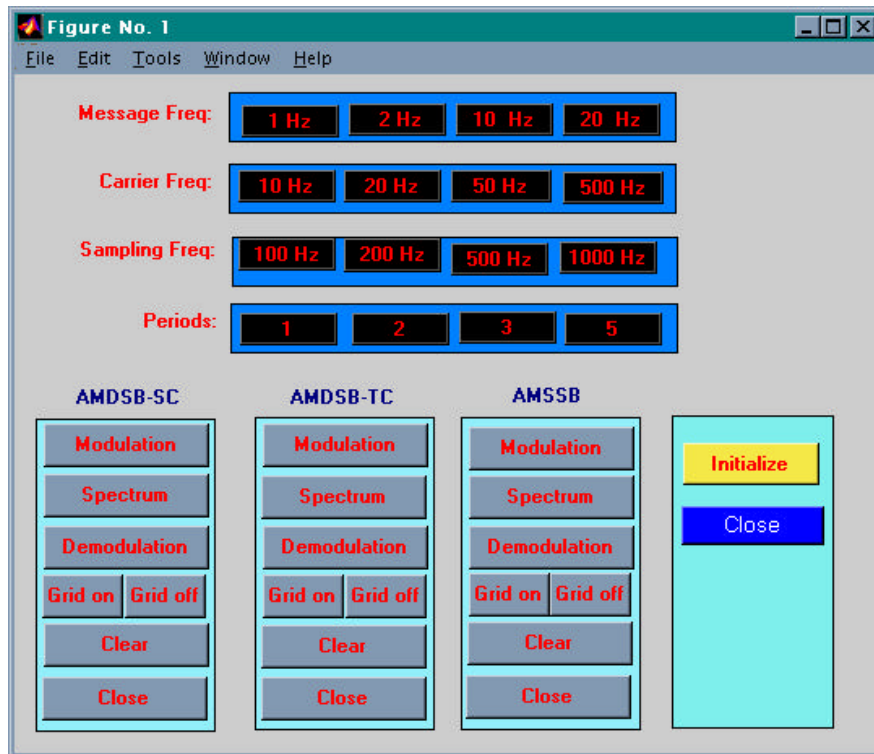 Figure No. 1
File Edit Tools Window Help
Message Freq: 1 Hz 2 Hz 10 Hz 20 Hz
Carrier Freq: 10 Hz 20 Hz 50 Hz 500 Hz
Sampling Freq: 100 Hz 200 Hz 500 Hz 1000 Hz
Periods: 1 2 3 5
AMDSB-SC
Modulation
Spectrum
Demodulation
Grid on Grid off
Clear
Close
AMDSB-TC
Modulation
Spectrum
Demodulation
Grid on Grid off
Clear
Close
AMSSB
Modulation
Spectrum
Demodulation
Grid on Grid off
Clear
Close
Initialize
Close